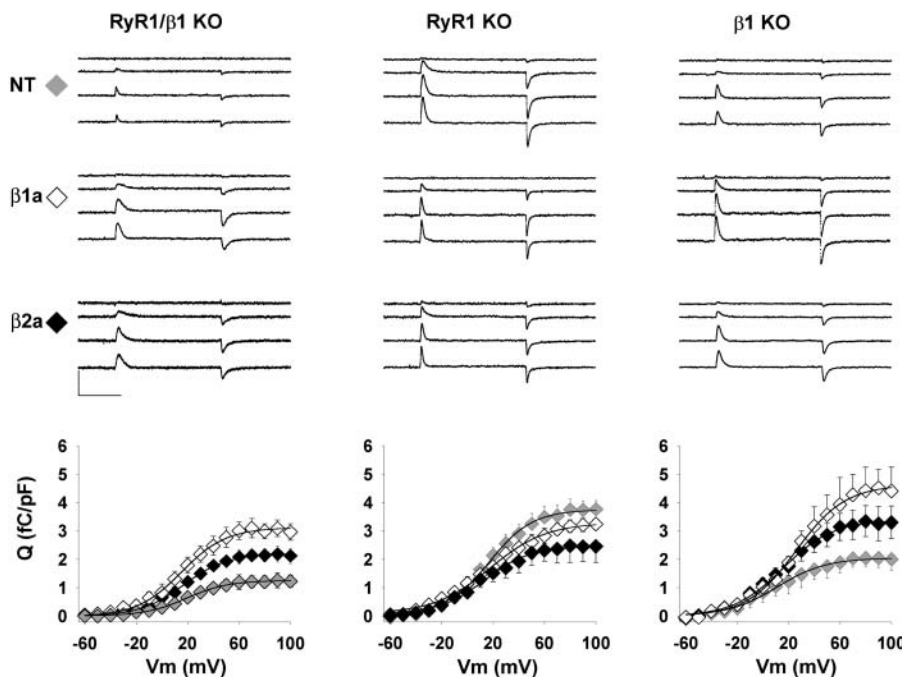 RyR1/β1 KO RyR1 KO β1 KO
NT
β1a
β2a
Q (fC/pF)
6 6 6
5 5 5
4 4 4
3 3 3
2 2 2
1 1 1
0 0 0
-60 -20 20 60 100 -60 -20 20 60 100 -60 -20 20 60 100
Vm (mV) Vm (mV) Vm (mV)